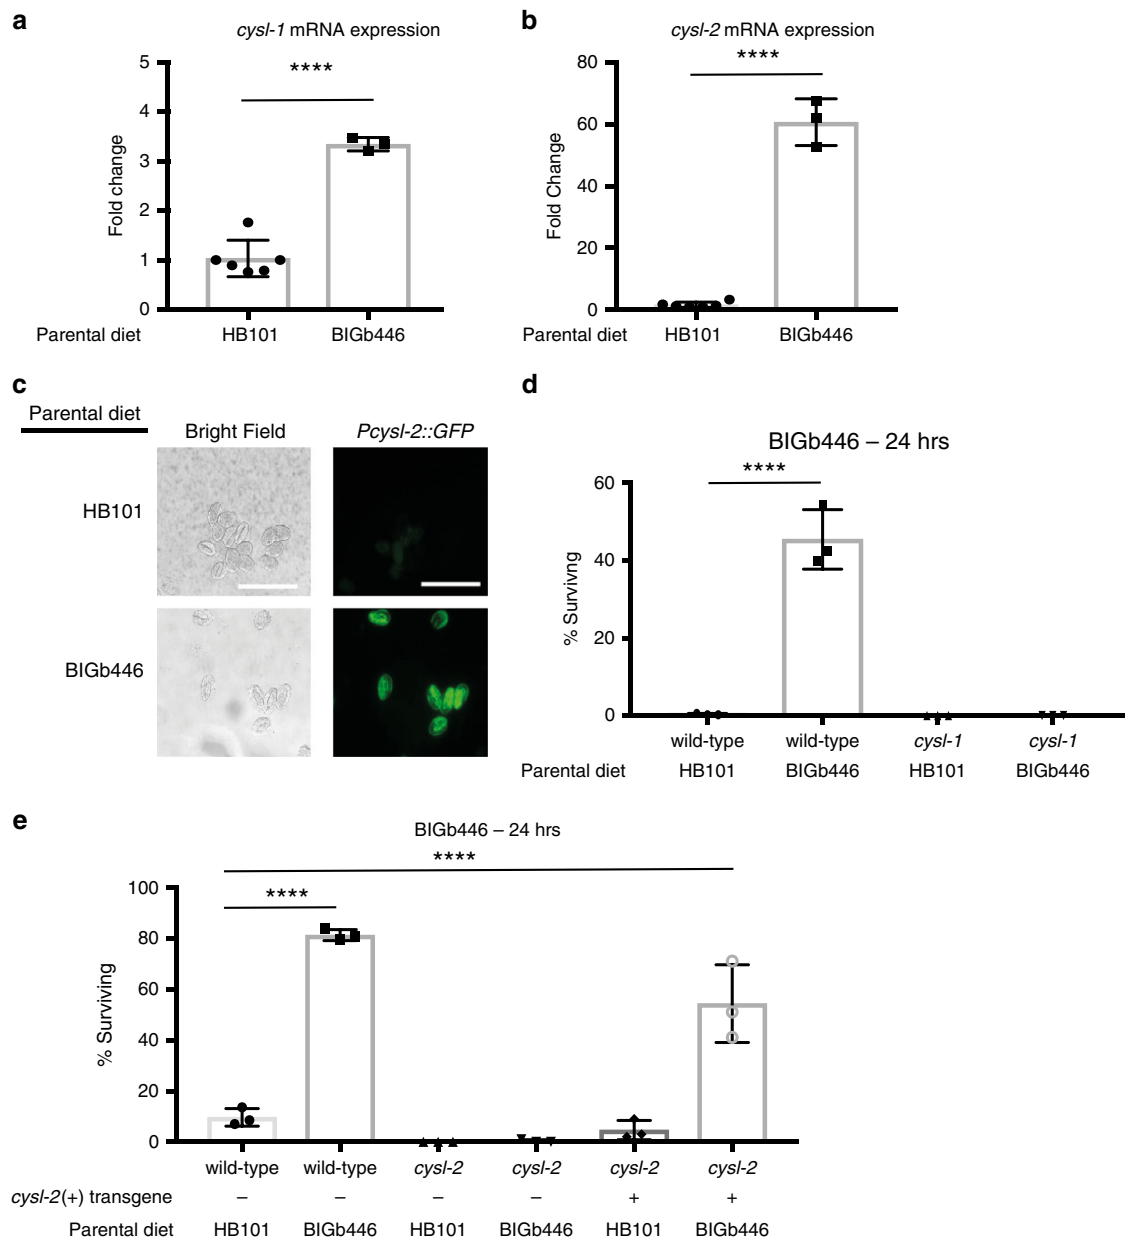 a
cysl-1 mRNA expression
5
4
3
2
1
0
Fold change
****
Parental diet
HB101
BIGb446
b
cysl-2 mRNA expression
80
60
40
20
0
Fold Change
****
Parental diet
HB101
BIGb446
c
Parental diet
Bright Field
Pcysl-2::GFP
HB101
BIGb446
d
BIGb446 – 24 hrs
****
60
40
20
0
% Survivng
wild-type
wild-type
cysl-1
cysl-1
Parental diet
HB101
BIGb446
HB101
BIGb446
e
BIGb446 – 24 hrs
****
****
100
80
60
40
20
0
% Surviving
wild-type
wild-type
cysl-2
cysl-2
cysl-2
cysl-2
cysl-2(+) transgene
–
–
–
–
+
+
Parental diet
HB101
BIGb446
HB101
BIGb446
HB101
BIGb446